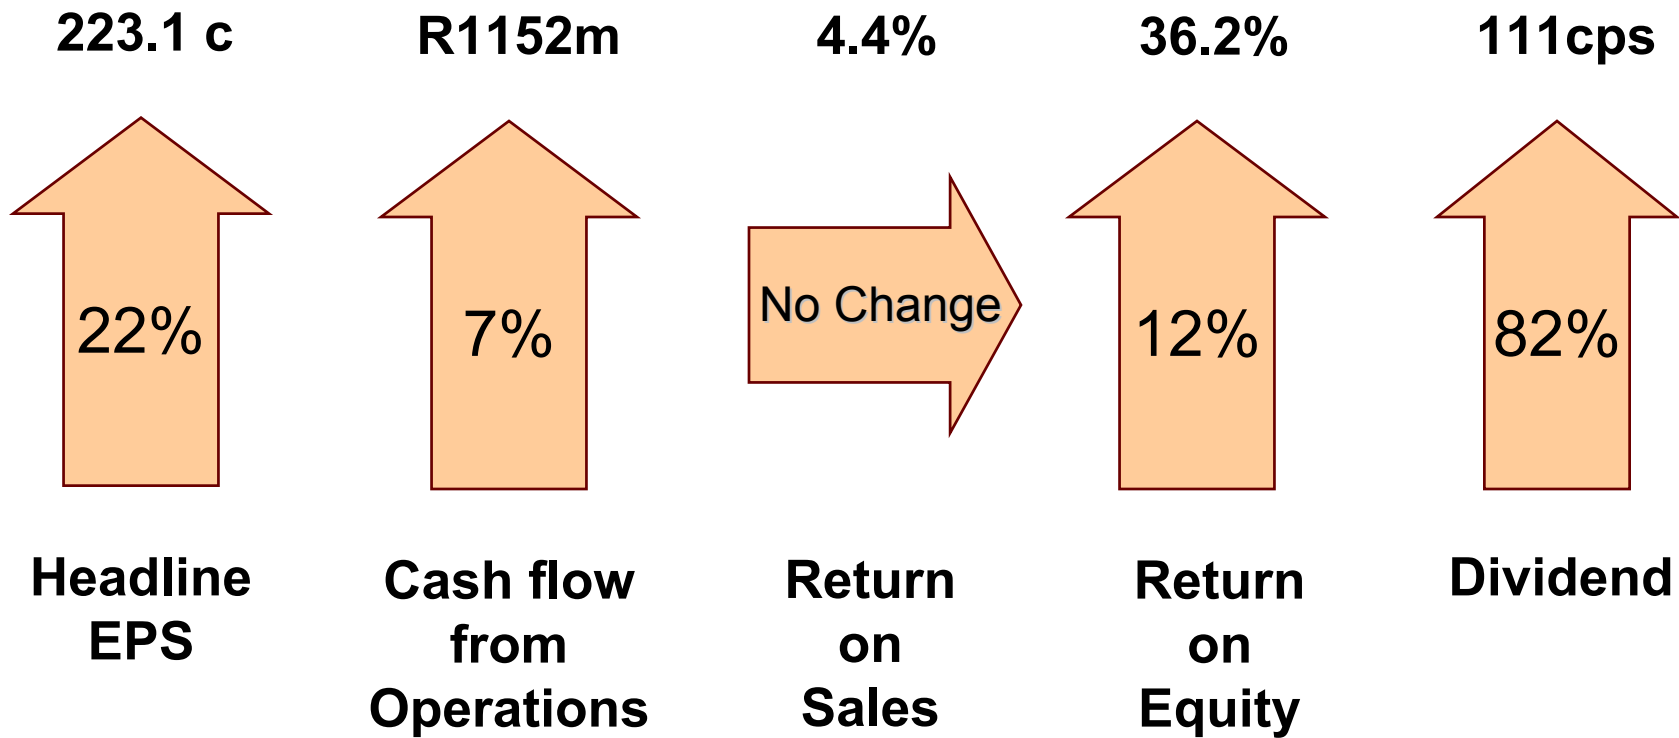 223.1 c
R1152m
4.4%
36.2%
111cps
22%
7%
No Change
12%
82%
Headline
EPS
Cash flow
from
Operations
Return
on
Sales
Return
on
Equity
Dividend